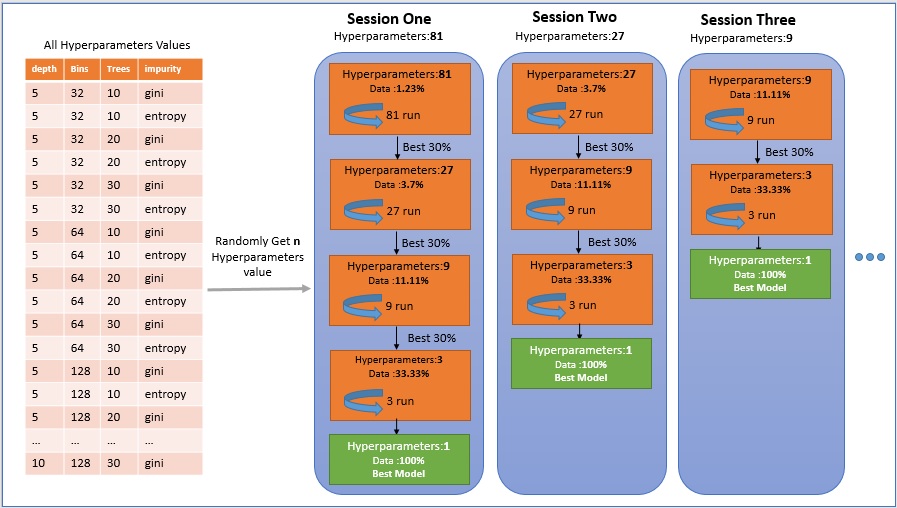 All Hyperparameters Values
depth Bins Trees impurity
5 32 10 gini
5 32 10 entropy
5 32 20 gini
5 32 20 entropy
5 32 30 gini
5 32 30 entropy
5 64 10 gini
5 64 10 entropy
5 64 20 gini
5 64 20 entropy
5 64 30 gini
5 64 30 entropy
5 128 10 gini
5 128 10 entropy
5 128 20 gini
... ... ... ...
10 128 30 gini
Randomly Get n
Hyperparameters
value
Session One
Hyperparameters:81
Hyperparameters:81
Data :1.23%
81 run
Best 30%
Hyperparameters:27
Data :3.7%
27 run
Best 30%
Hyperparameters:9
Data :11.11%
9 run
Best 30%
Hyperparameters:3
Data :33.33%
3 run
Hyperparameters:1
Data :100%
Best Model
Session Two
Hyperparameters:27
Hyperparameters:27
Data :3.7%
27 run
Best 30%
Hyperparameters:9
Data :11.11%
9 run
Best 30%
Hyperparameters:3
Data :33.33%
3 run
Hyperparameters:1
Data :100%
Best Model
Session Three
Hyperparameters:9
Hyperparameters:9
Data :11.11%
9 run
Best 30%
Hyperparameters:3
Data :33.33%
3 run
Hyperparameters:1
Data :100%
Best Model